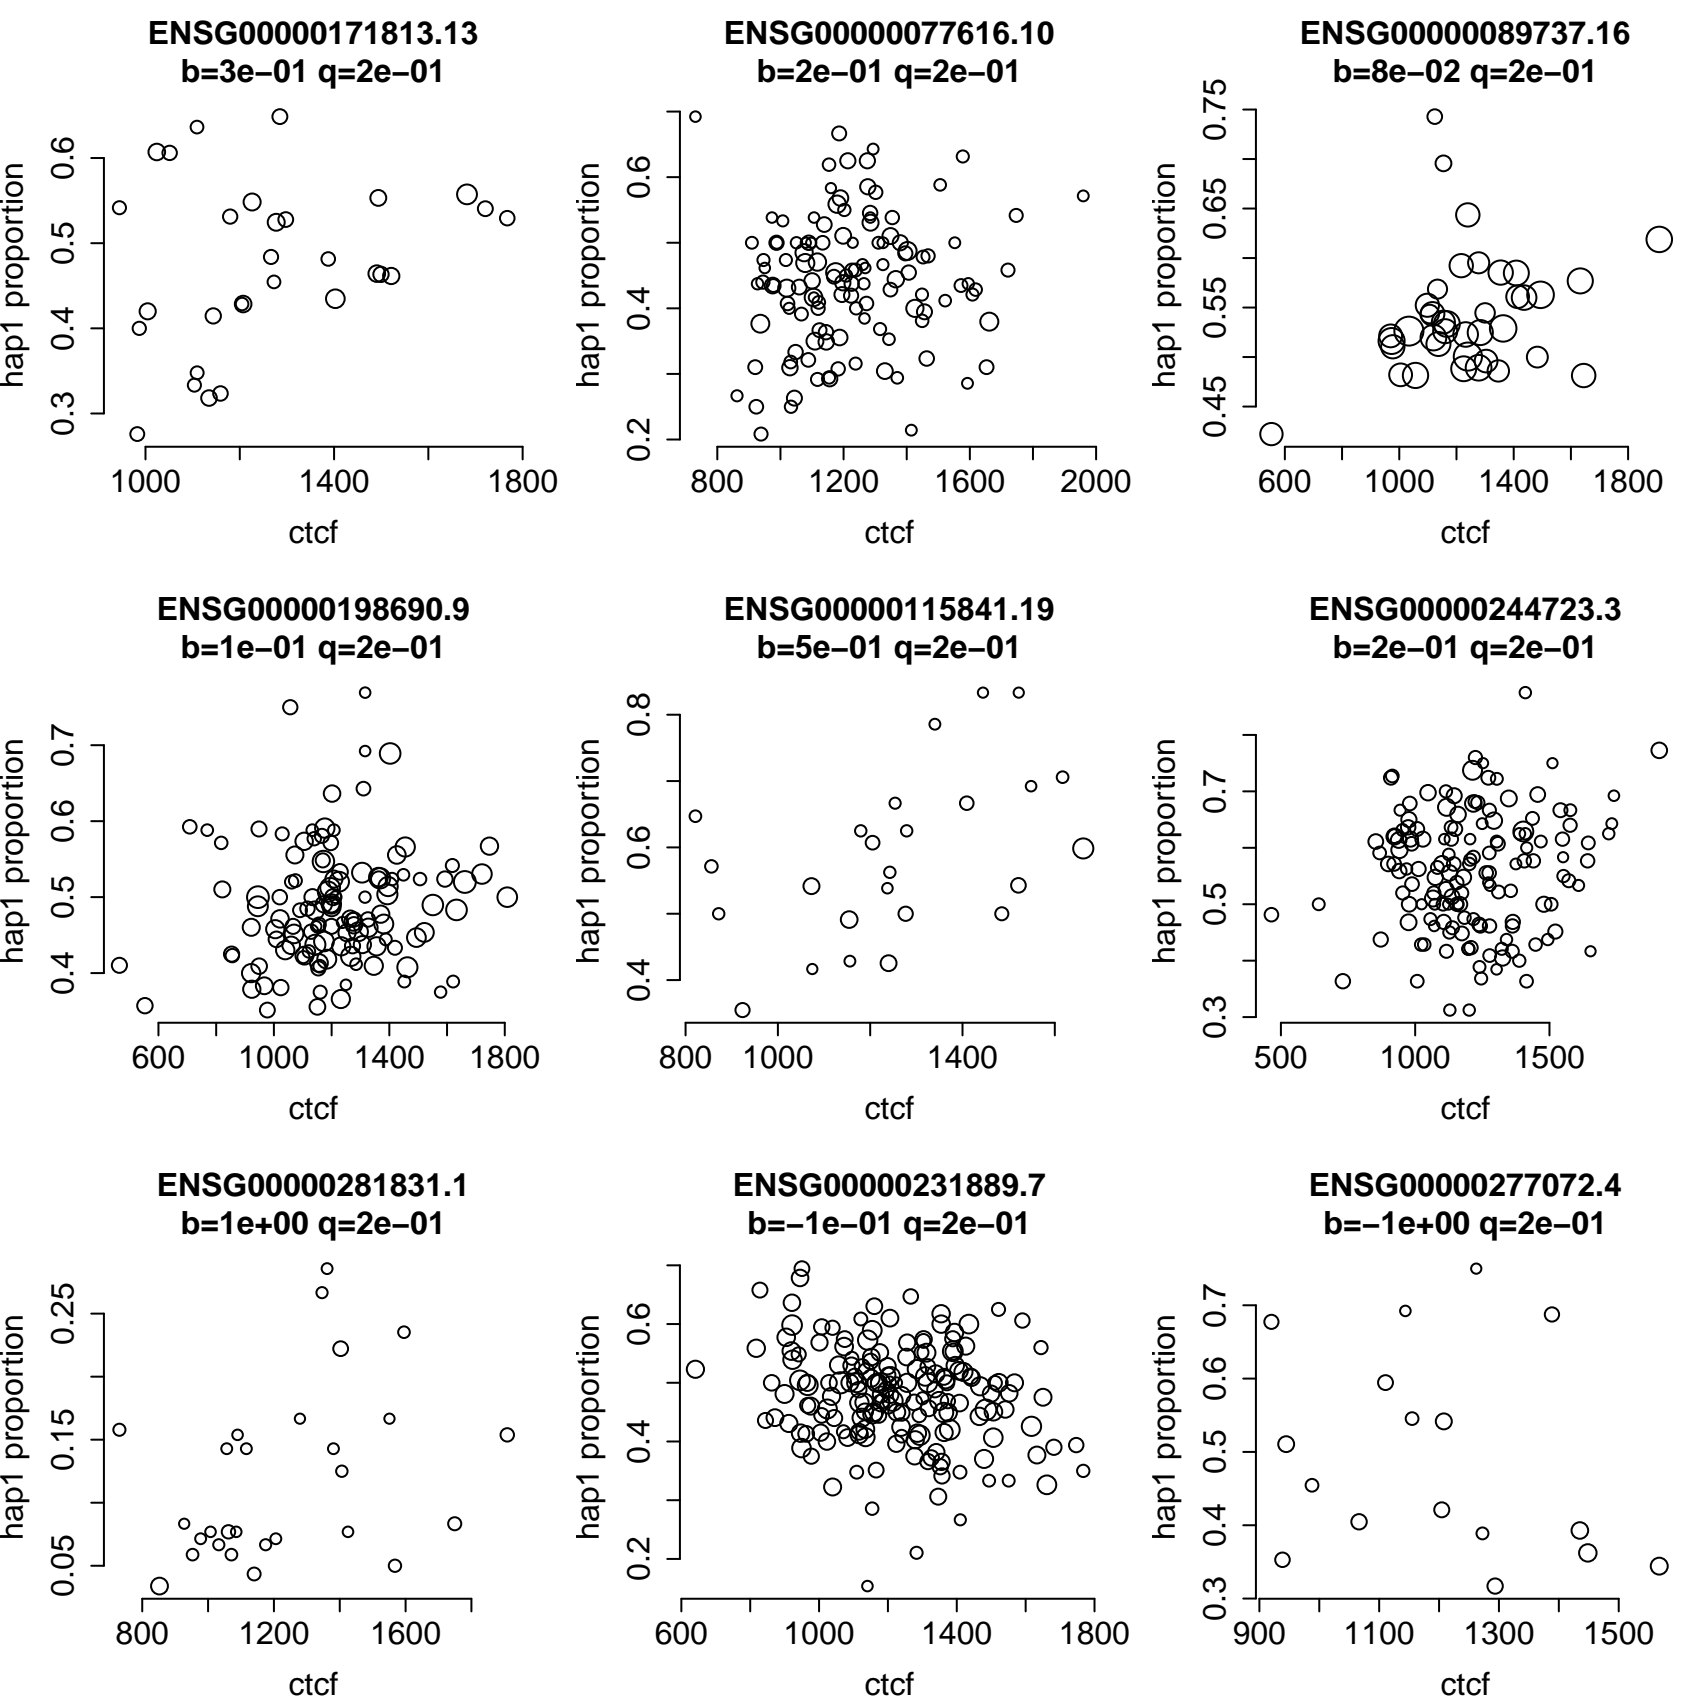 ENSG00000171813.13
b=3e−01 q=2e−01
hap1 proportion
0.3 0.4 0.5 0.6
1000 1400 1800
ctcf
ENSG00000077616.10
b=2e−01 q=2e−01
hap1 proportion
0.2 0.4 0.6
800 1200 1600 2000
ctcf
ENSG00000089737.16
b=8e−02 q=2e−01
hap1 proportion
0.45 0.55 0.65 0.75
600 1000 1400 1800
ctcf
ENSG00000198690.9
b=1e−01 q=2e−01
hap1 proportion
0.4 0.5 0.6 0.7
600 1000 1400 1800
ctcf
ENSG00000115841.19
b=5e−01 q=2e−01
hap1 proportion
0.4 0.6 0.8
800 1000 1400
ctcf
ENSG00000244723.3
b=2e−01 q=2e−01
hap1 proportion
0.3 0.5 0.7
500 1000 1500
ctcf
ENSG00000281831.1
b=1e+00 q=2e−01
hap1 proportion
0.05 0.15 0.25
800 1200 1600
ctcf
ENSG00000231889.7
b=−1e−01 q=2e−01
hap1 proportion
0.2 0.4 0.6
600 1000 1400 1800
ctcf
ENSG00000277072.4
b=−1e+00 q=2e−01
hap1 proportion
0.3 0.4 0.5 0.6 0.7
900 1100 1300 1500
ctcf